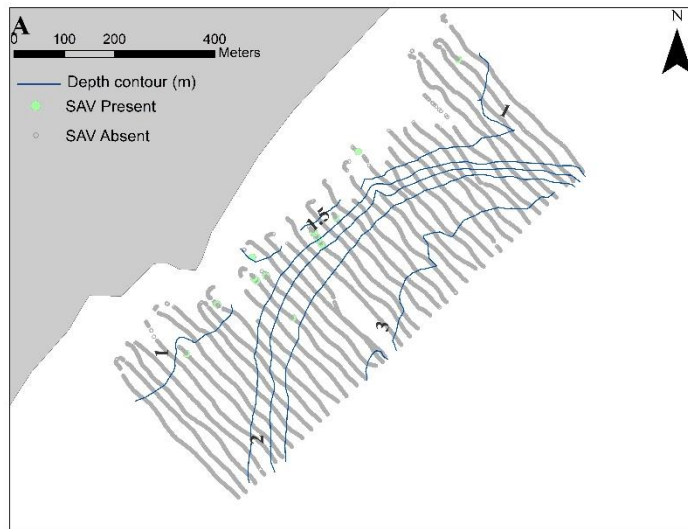 A
N
0 100 200 400
Meters
Depth contour (m)
SAV Present
SAV Absent
1
1.5
1
3
2